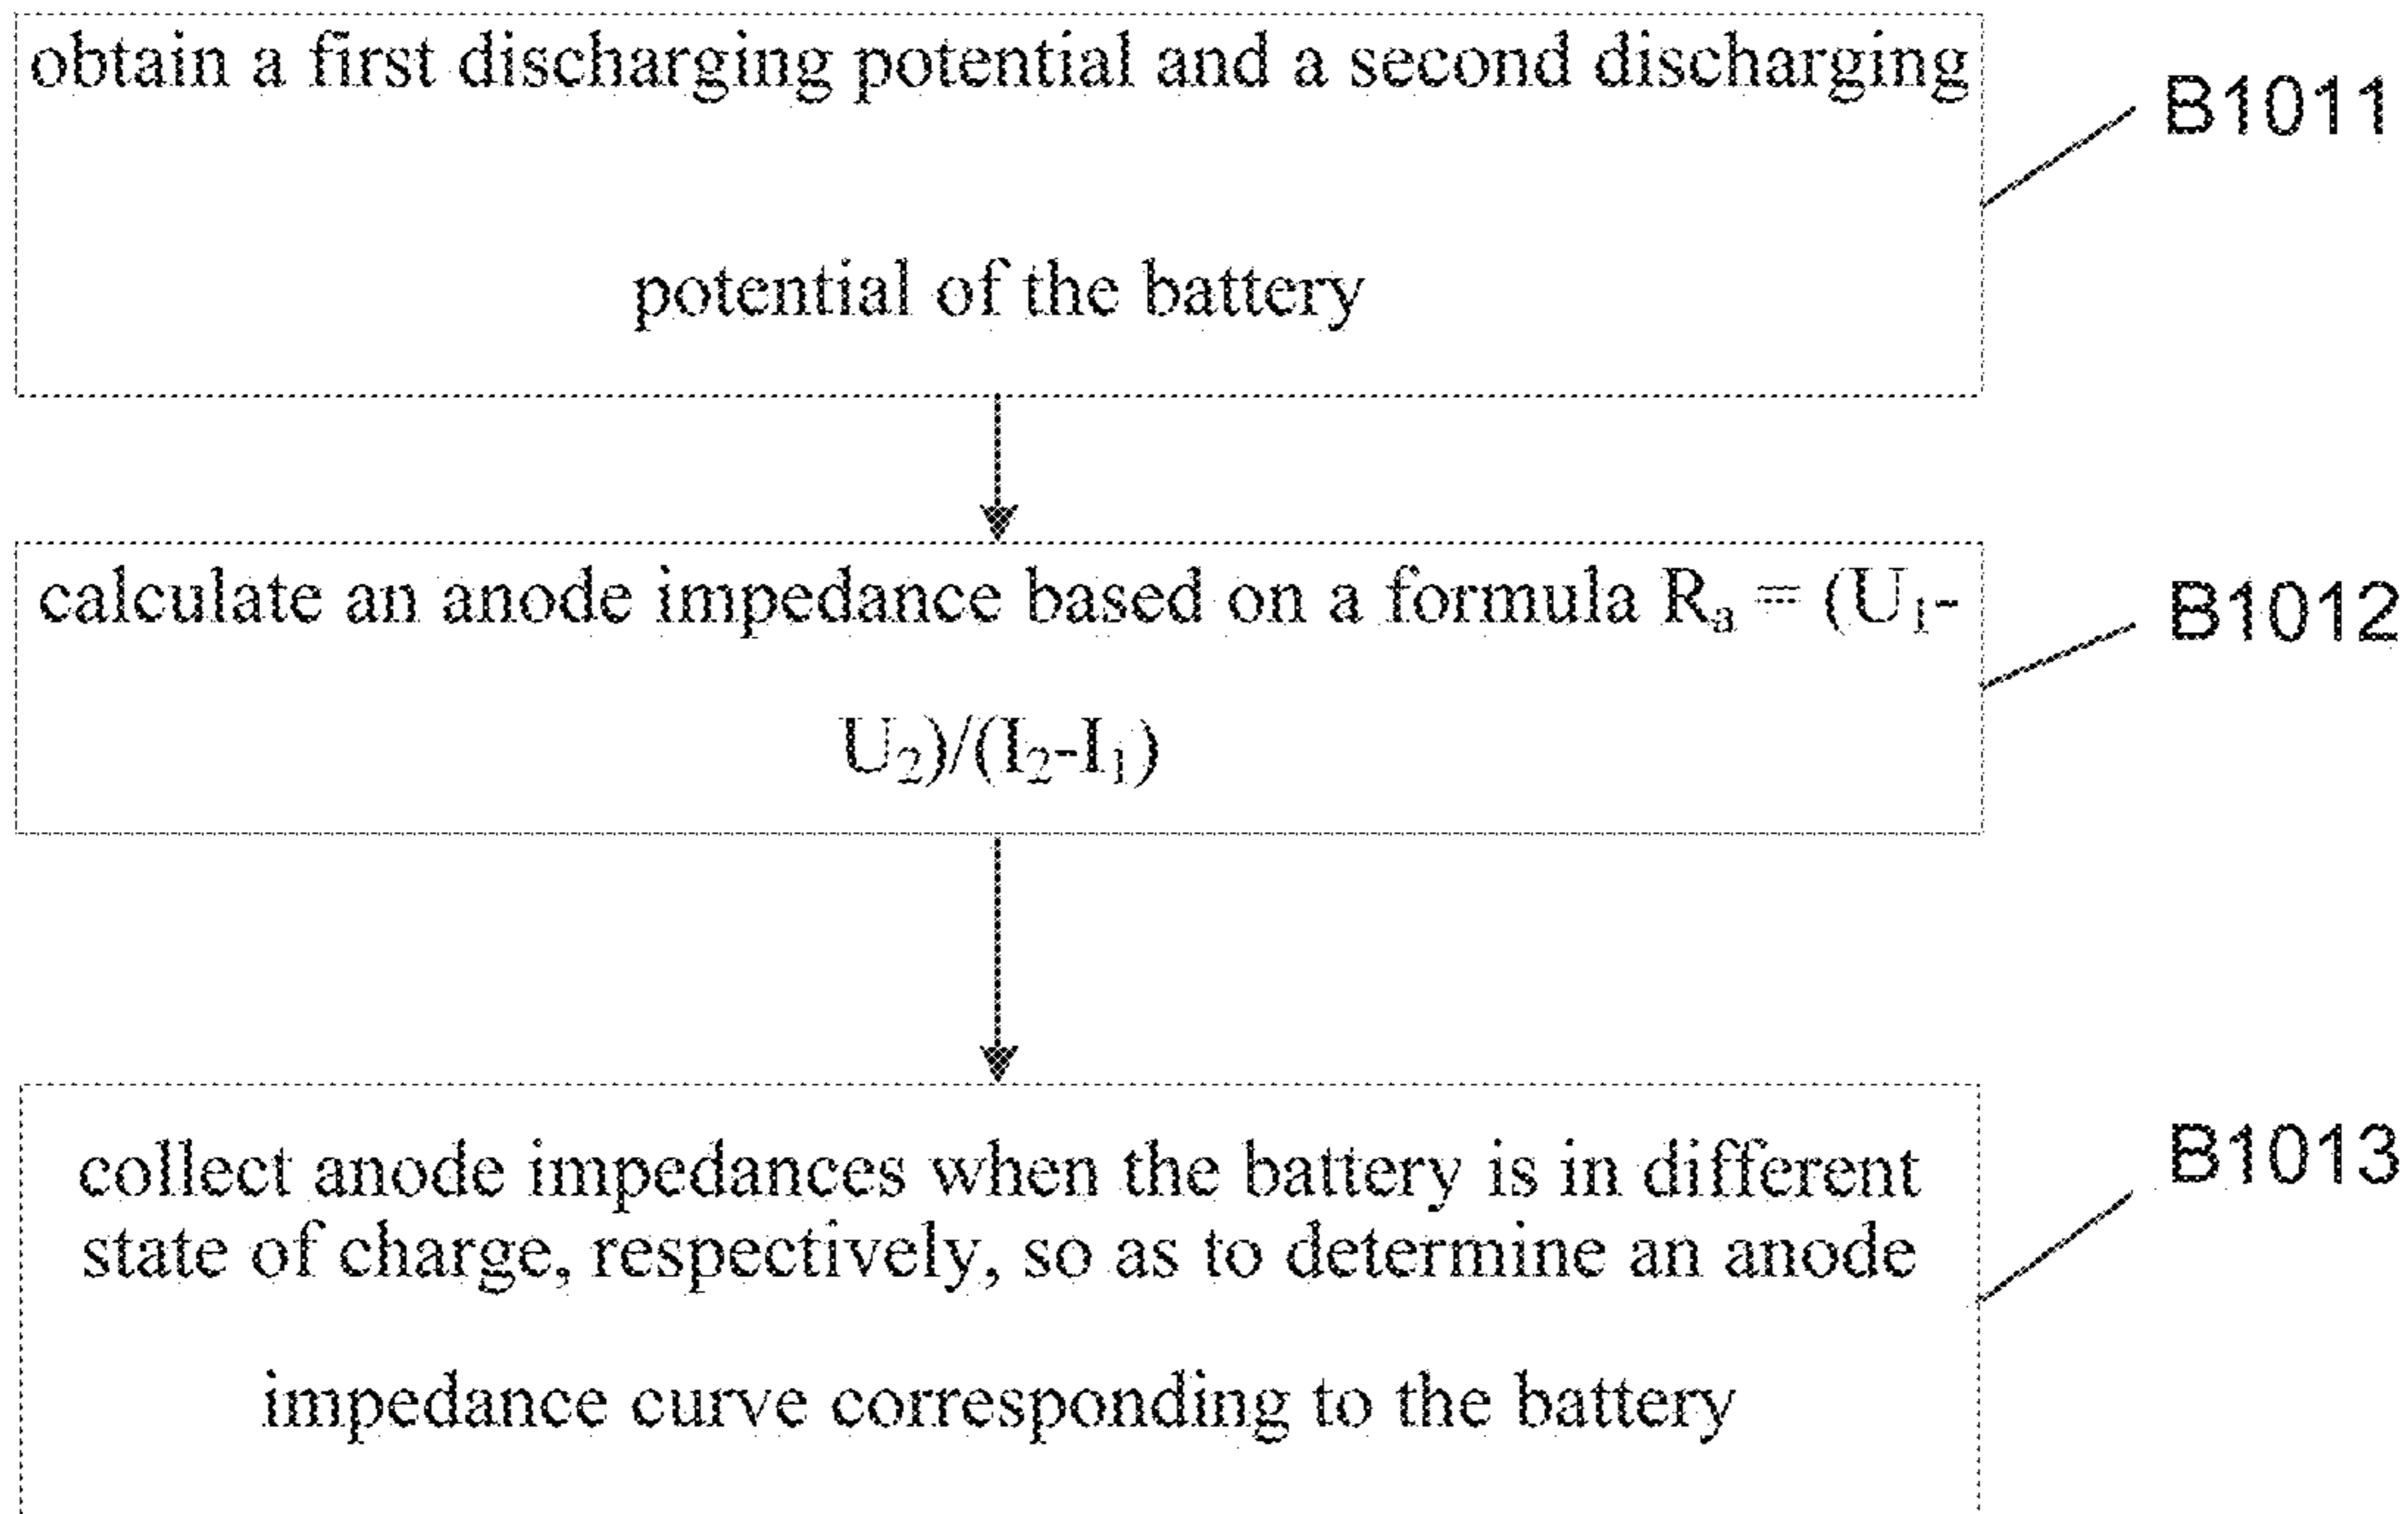 obtain a first discharging potential and a second discharging
B1011
potential of the battery
calculate an anode impedance based on a formula Rₐ = (U₁-
B1012
U₂)/(I₂-I₁)
collect anode impedances when the battery is in different
B1013
state of charge, respectively, so as to determine an anode
impedance curve corresponding to the battery